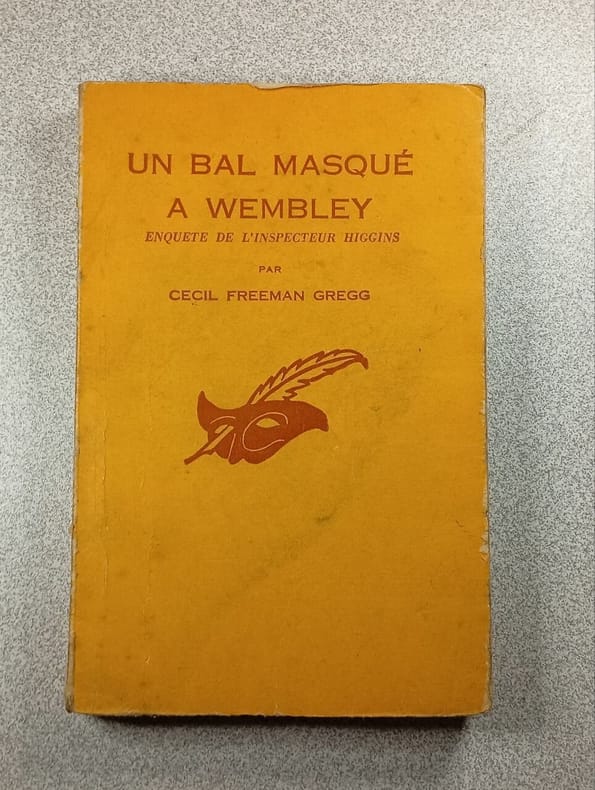 UN BAL MASQUÉ
A WEMBLEY
ENQUETE DE L'INSPECTEUR HIGGINS
PAR
CECIL FREEMAN GREGG